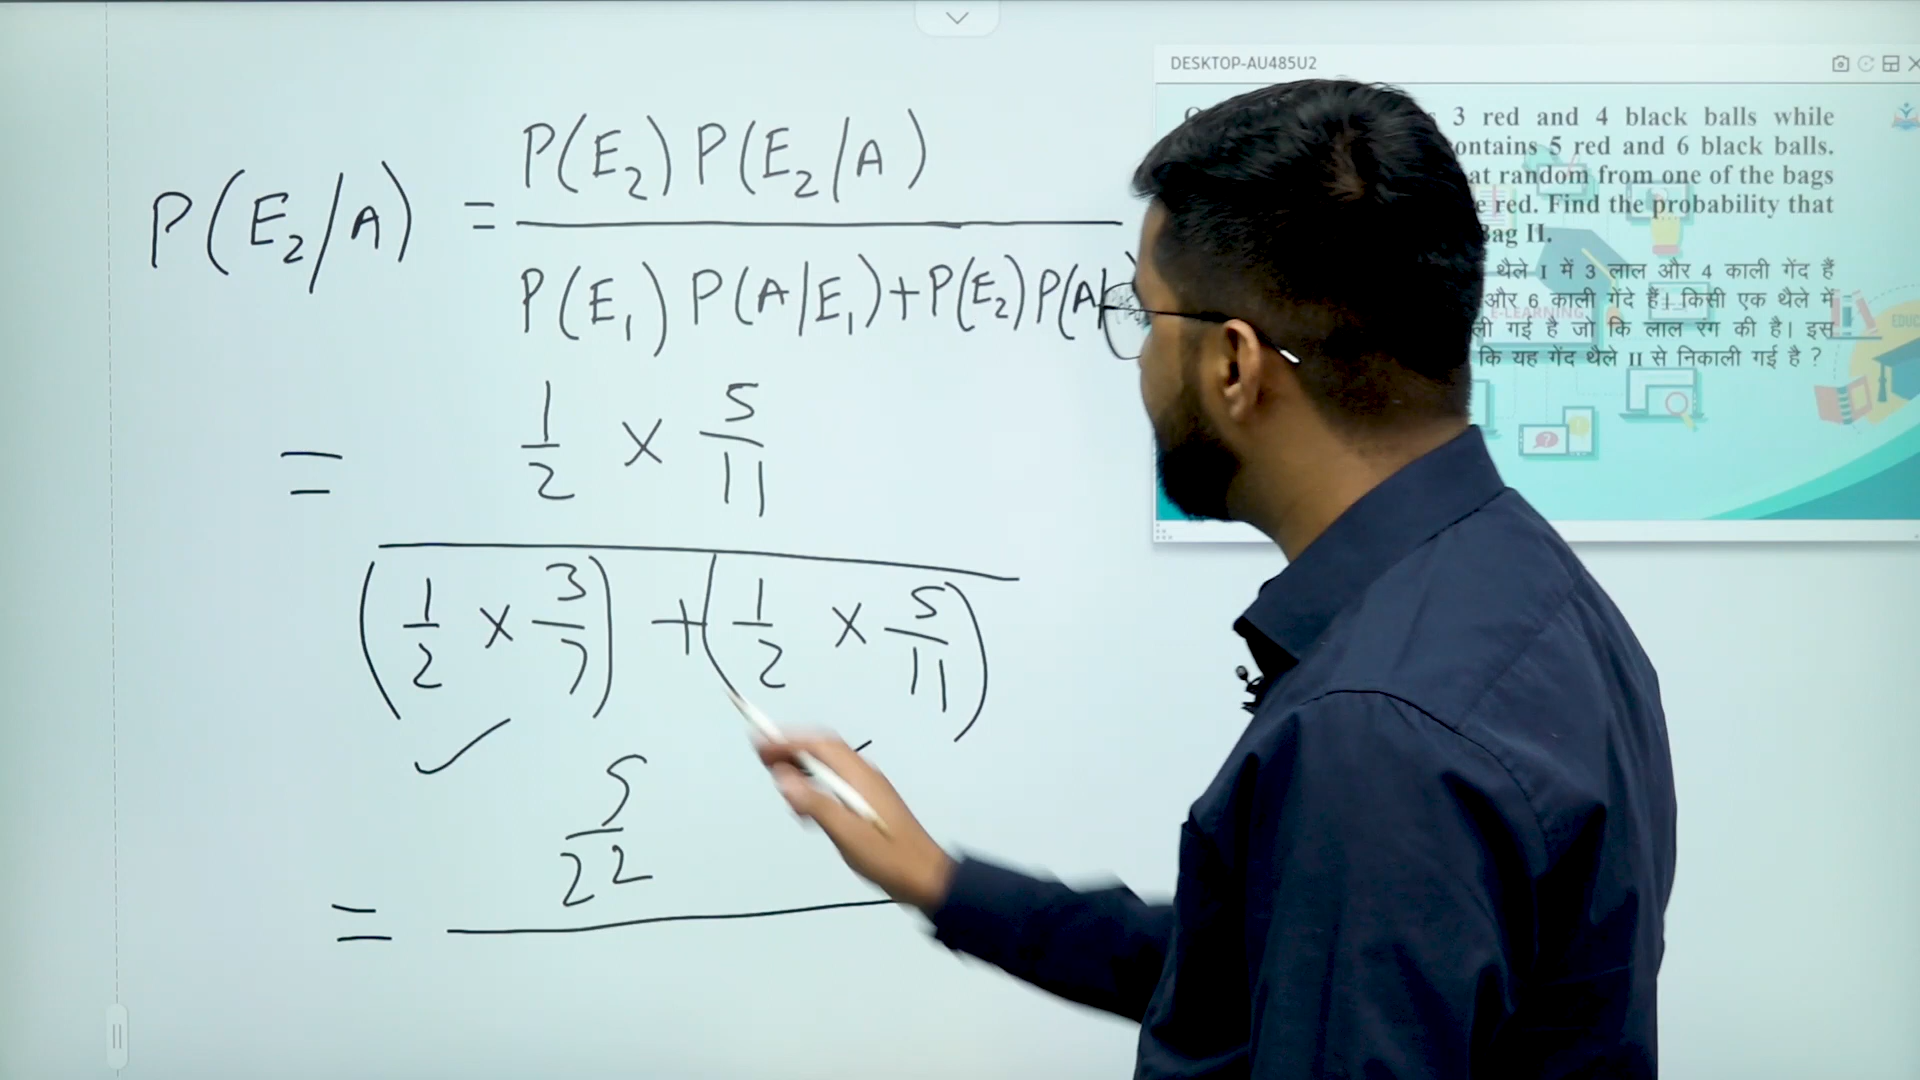 P(E₂/A) = P(E₂) P(E₂/A)
P(E₁) P(A/E₁) + P(E₂) P(A
= 1/2 × 5/11
(1/2 × 3/7) + (1/2 × 5/11)
= 5/22
DESKTOP-AU485U2
3 red and 4 black balls while
ontains 5 red and 6 black balls.
at random from one of the bags
e red. Find the probability that
Bag II.
थैले I में 3 लाल और 4 काली गेंद हैं
और 6 काली गेंदे हैं। किसी एक थैले में
ली गई है जो कि लाल रंग की है। इस
कि यह गेंद थैले II से निकाली गई है ?
E-LEARNING
EDUC